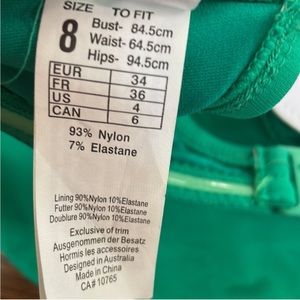 SIZE TO FIT
8
Bust- 84.5cm
Waist- 64.5cm
Hips- 94.5cm
EUR 34
FR 36
US 4
CAN 6
93% Nylon
7% Elastane
Lining 90%Nylon 10%Elastane
Futter 90%Nylon 10%Elastane
Doublure 90%Nylon 10%Elastane
Exclusive of trim
Ausgenommen der Besatz
Hormis les accessoires
Designed in Australia
Made in China
CA# 10765